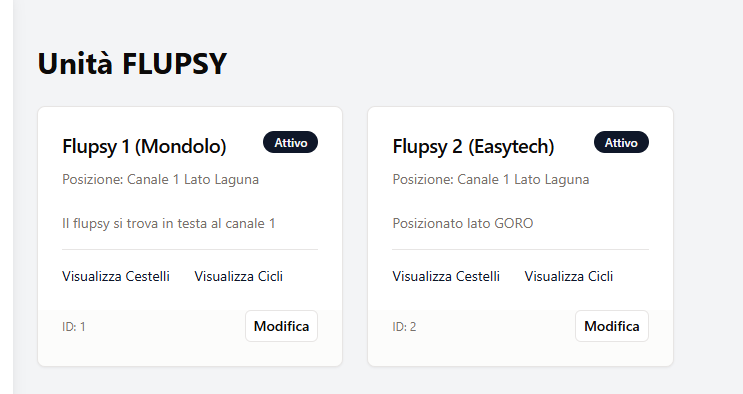 Unità FLUPSY
Flupsy 1 (Mondolo)
Attivo
Posizione: Canale 1 Lato Laguna
Il flupsy si trova in testa al canale 1
Visualizza Cestelli
Visualizza Cicli
ID: 1
Modifica
Flupsy 2 (Easytech)
Attivo
Posizione: Canale 1 Lato Laguna
Posizionato lato GORO
Visualizza Cestelli
Visualizza Cicli
ID: 2
Modifica